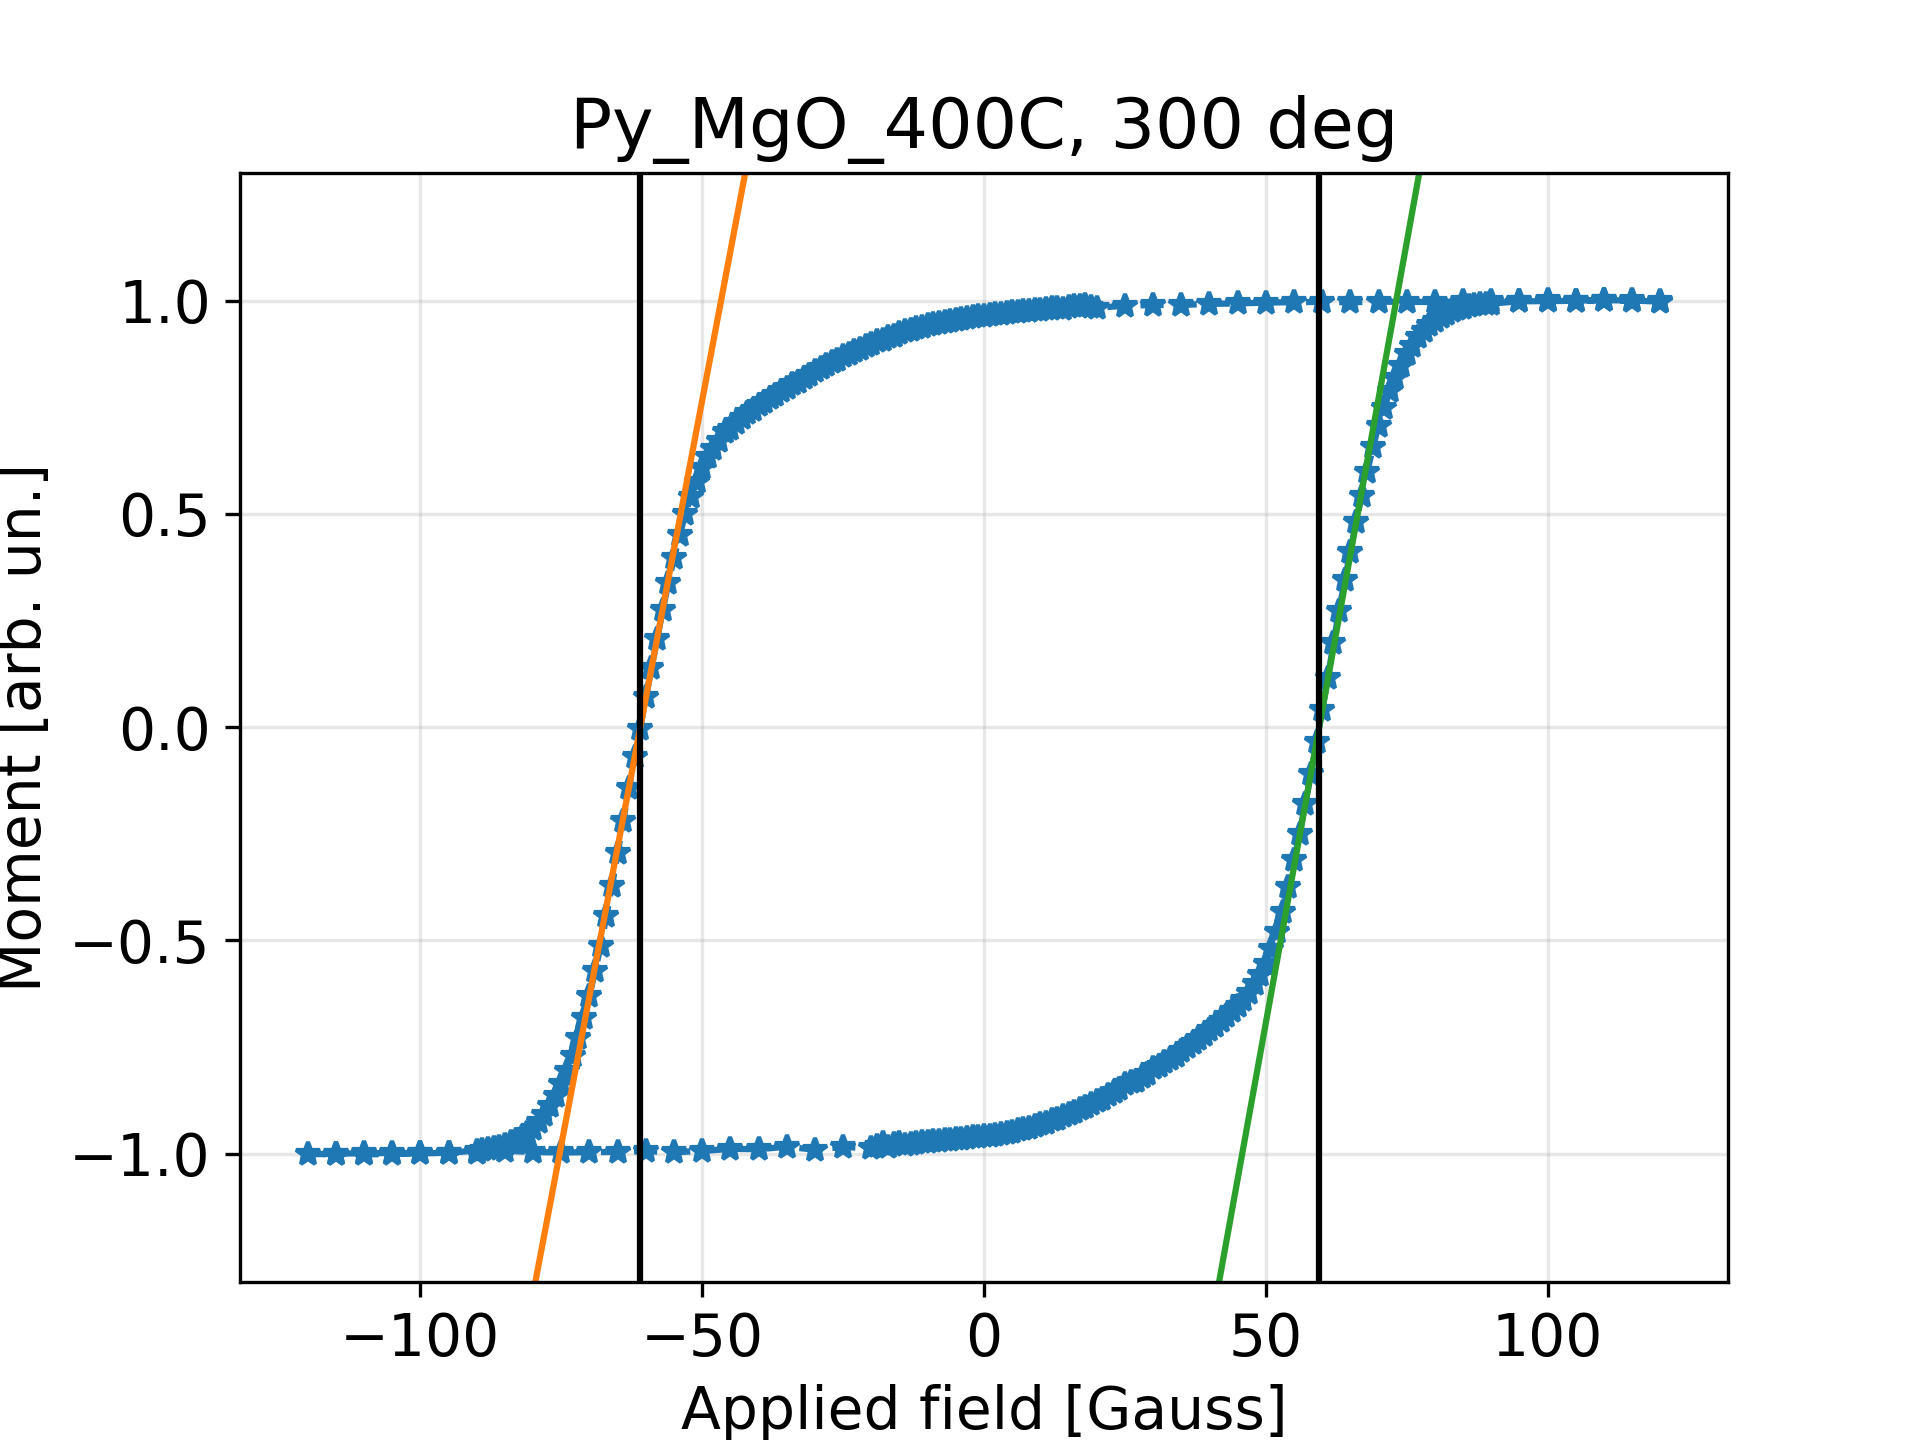 Py_MgO_400C, 300 deg
Moment [arb. un.]
1.0
0.5
0.0
−0.5
−1.0
−100 −50 0 50 100
Applied field [Gauss]